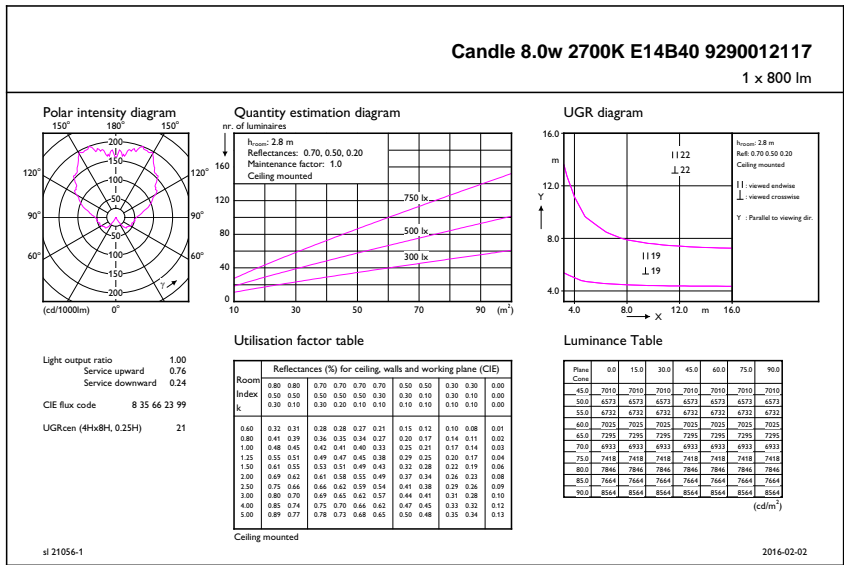 Candle 8.0w 2700K E14B40 9290012117
1 x 800 lm
Polar intensity diagram
150° 180° 150°
200
150
120° 120°
100
50
90° 90°
50
60° 60°
100
150
γ
200
(cd/1000lm) 0°
Quantity estimation diagram
nr. of luminaires
hroom: 2.8 m
Reflectances: 0.70, 0.50, 0.20
Maintenance factor: 1.0
Ceiling mounted
160
750 lx
120
500 lx
80
300 lx
40
0
10 30 50 70 90 (m²)
UGR diagram
16.0
m
12.0
Y
8.0
4.0
|| 22
⊥ 22
|| 19
⊥ 19
4.0 8.0 12.0 m 16.0
X
hroom: 2.8 m
Refl: 0.70 0.50 0.20
Ceiling mounted
|| : viewed endwise
⊥ : viewed crosswise
Y : Parallel to viewing dir.
Light output ratio 1.00
Service upward 0.76
Service downward 0.24
CIE flux code 8 35 66 23 99
UGRcen (4Hx8H, 0.25H) 21
Utilisation factor table
Room Index k
Reflectances (%) for ceiling, walls and working plane (CIE)
0.80 0.80 0.70 0.70 0.70 0.70 0.50 0.50 0.30 0.30 0.00
0.50 0.50 0.50 0.50 0.50 0.30 0.30 0.10 0.30 0.10 0.00
0.30 0.10 0.30 0.20 0.10 0.10 0.10 0.10 0.10 0.10 0.00
0.60 0.32 0.31 0.28 0.28 0.27 0.21 0.15 0.12 0.10 0.08 0.01
0.80 0.41 0.39 0.36 0.35 0.34 0.27 0.20 0.17 0.14 0.11 0.02
1.00 0.48 0.45 0.42 0.41 0.40 0.33 0.25 0.21 0.17 0.14 0.03
1.25 0.55 0.51 0.49 0.47 0.45 0.38 0.29 0.25 0.20 0.17 0.04
1.50 0.61 0.55 0.53 0.51 0.49 0.43 0.32 0.28 0.22 0.19 0.06
2.00 0.69 0.62 0.61 0.58 0.55 0.49 0.37 0.34 0.26 0.23 0.08
2.50 0.75 0.66 0.66 0.62 0.59 0.54 0.41 0.38 0.29 0.26 0.09
3.00 0.80 0.70 0.69 0.65 0.62 0.57 0.44 0.41 0.31 0.28 0.10
4.00 0.85 0.74 0.75 0.70 0.66 0.62 0.47 0.45 0.33 0.32 0.12
5.00 0.89 0.77 0.78 0.73 0.68 0.65 0.50 0.48 0.35 0.34 0.13
Ceiling mounted
Luminance Table
Plane 0.0 15.0 30.0 45.0 60.0 75.0 90.0
Cone
45.0 7010 7010 7010 7010 7010 7010 7010
50.0 6573 6573 6573 6573 6573 6573 6573
55.0 6732 6732 6732 6732 6732 6732 6732
60.0 7025 7025 7025 7025 7025 7025 7025
65.0 7295 7295 7295 7295 7295 7295 7295
70.0 6933 6933 6933 6933 6933 6933 6933
75.0 7418 7418 7418 7418 7418 7418 7418
80.0 7846 7846 7846 7846 7846 7846 7846
85.0 7664 7664 7664 7664 7664 7664 7664
90.0 8564 8564 8564 8564 8564 8564 8564
(cd/m²)
sl 21056-1
2016-02-02